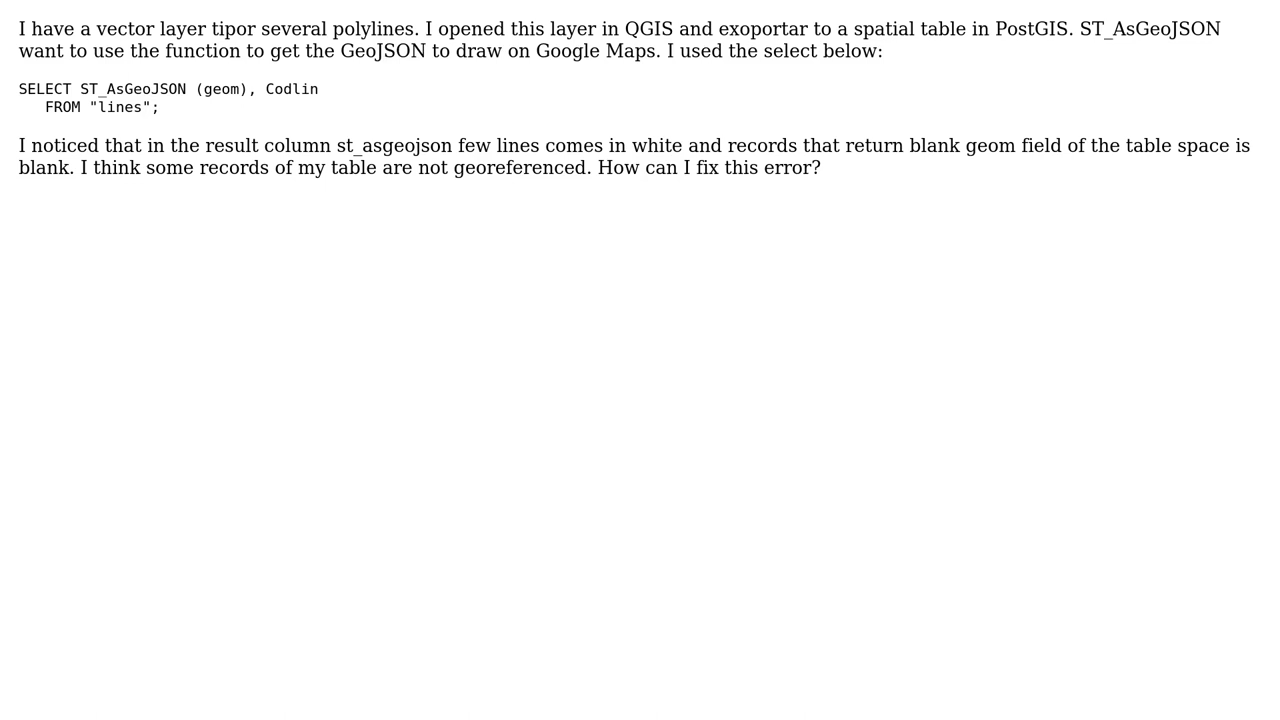 I have a vector layer tipor several polylines. I opened this layer in QGIS and exoportar to a spatial table in PostGIS. ST_AsGeoJSON
want to use the function to get the GeoJSON to draw on Google Maps. I used the select below:
SELECT ST_AsGeoJSON (geom), Codlin
   FROM "lines";
I noticed that in the result column st_asgeojson few lines comes in white and records that return blank geom field of the table space is
blank. I think some records of my table are not georeferenced. How can I fix this error?